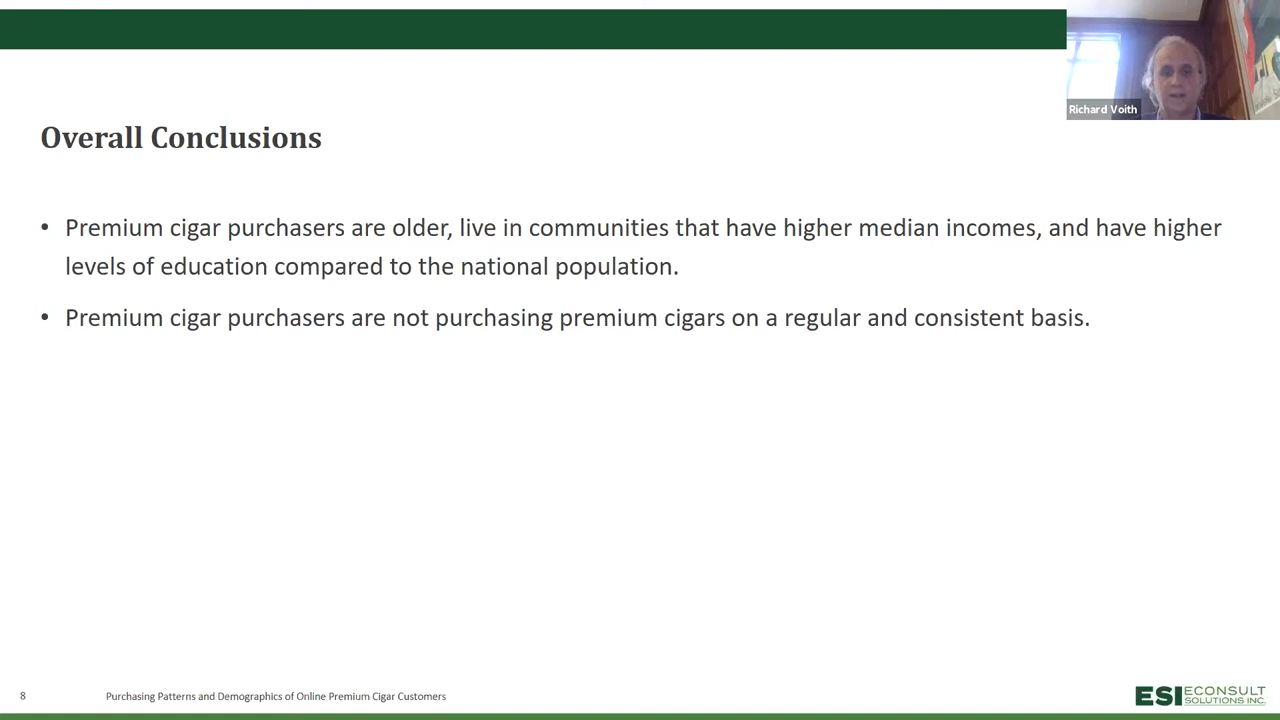 Richard Voith
Overall Conclusions
• Premium cigar purchasers are older, live in communities that have higher median incomes, and have higher
levels of education compared to the national population.
• Premium cigar purchasers are not purchasing premium cigars on a regular and consistent basis.
8
Purchasing Patterns and Demographics of Online Premium Cigar Customers
ESI ECONSULT
SOLUTIONS INC.